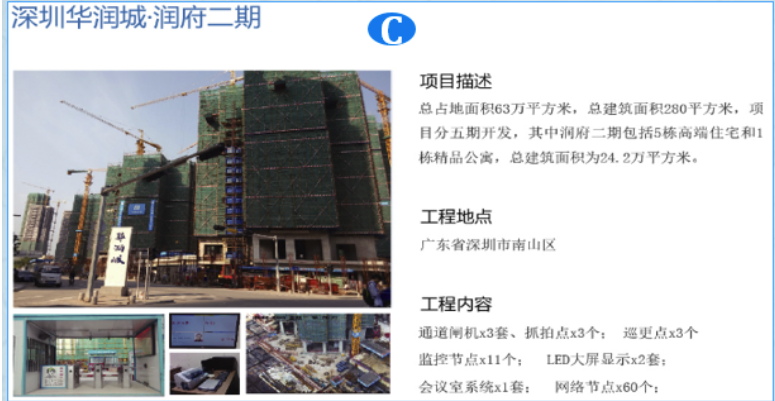 深圳华润城·润府二期
C
项目描述
总占地面积63万平方米，总建筑面积280平方米，项
目分五期开发，其中润府二期包括5栋高端住宅和1
栋精品公寓，总建筑面积为24.2万平方米。
华润城
工程地点
广东省深圳市南山区
工程内容
通道闸机x3套、抓拍点x3个； 巡更点x3个
监控节点x11个； LED大屏显示x2套；
会议室系统x1套； 网络节点x60个；